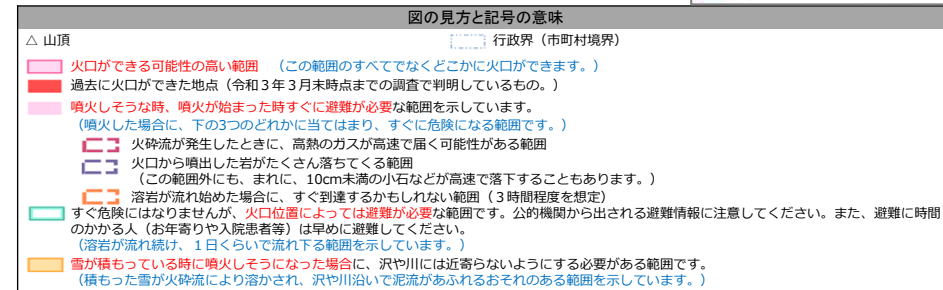 図の見方と記号の意味
△ 山頂
行政界（市町村境界）
火口ができる可能性の高い範囲　（この範囲のすべてでなくどこかに火口ができます。）
過去に火口ができた地点（令和３年３月末時点までの調査で判明しているもの。）
噴火しそうな時、噴火が始まった時すぐに避難が必要な範囲を示しています。
（噴火した場合に、下の3つのどれかに当てはまり、すぐに危険になる範囲です。）
火砕流が発生したときに、高熱のガスが高速で届く可能性がある範囲
火口から噴出した岩がたくさん落ちてくる範囲
（この範囲外にも、まれに、10cm未満の小石などが高速で落下することもあります。）
溶岩が流れ始めた場合に、すぐ到達するかもしれない範囲（３時間程度を想定）
すぐ危険にはなりませんが、火口位置によっては避難が必要な範囲です。公的機関から出される避難情報に注意してください。また、避難に時間
のかかる人（お年寄りや入院患者等）は早めに避難してください。
（溶岩が流れ続け、１日くらいで流れ下る範囲を示しています。）
雪が積もっている時に噴火しそうになった場合に、沢や川には近寄らないようにする必要がある範囲です。
（積もった雪が火砕流により溶かされ、沢や川沿いで泥流があふれるおそれのある範囲を示しています。）